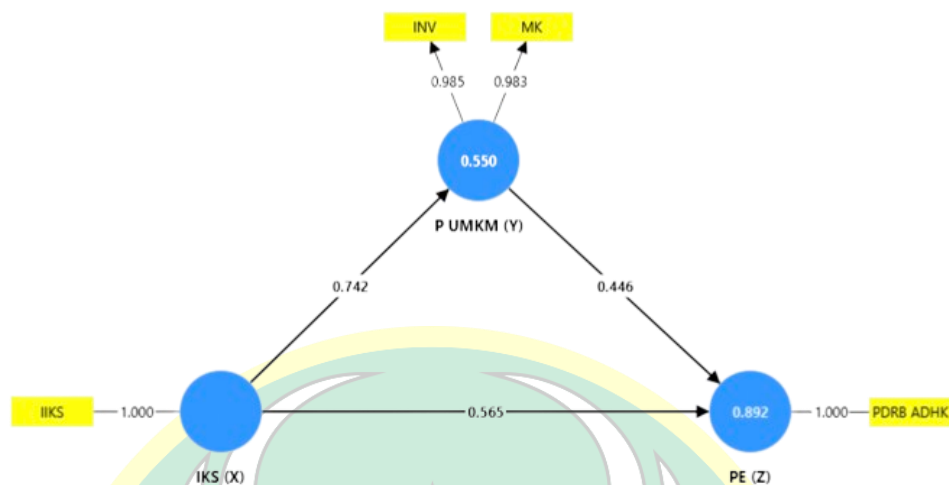 INV MK
0.985 0.983
0.550
P UMKM (Y)
0.742 0.446
IIKS 1.000 0.565 0.892 1.000 PDRB ADHK
IKS (X) PE (Z)